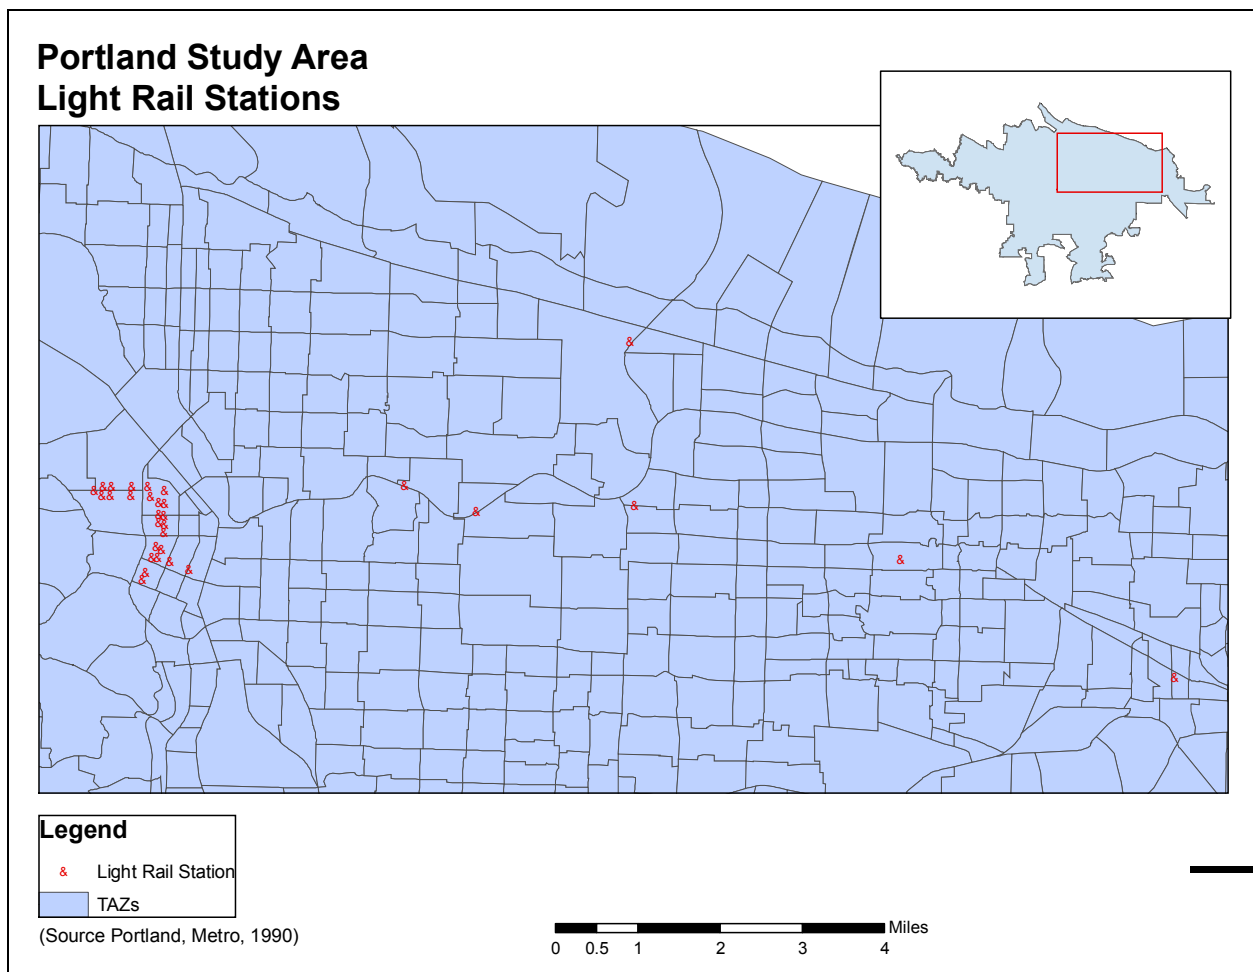 Portland Study Area
Light Rail Stations
Legend
& Light Rail Station
TAZs
(Source Portland, Metro, 1990)
Miles
0 0.5 1 2 3 4